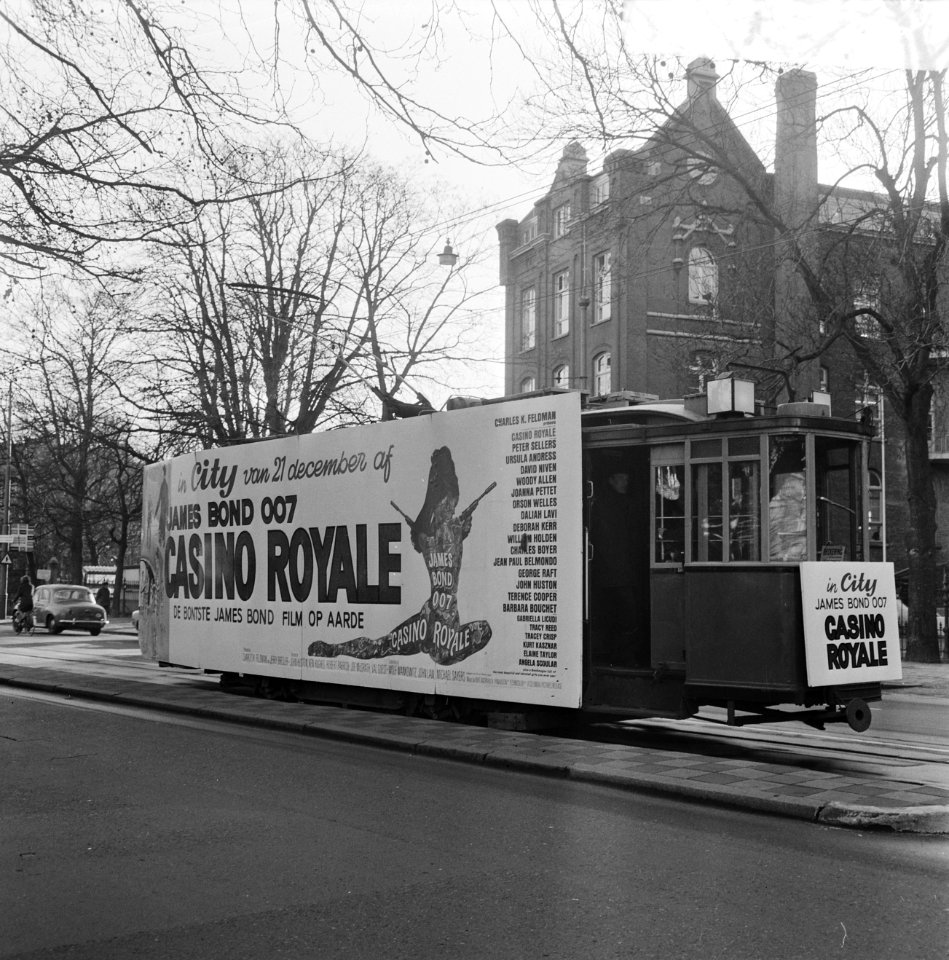 in City van 21 december af
JAMES BOND 007
CASINO ROYALE
DE BONTSTE JAMES BOND FILM OP AARDE
JAMES
BOND
007
CASINO ROYALE
CHARLES K. FELDMAN
presents
CASINO ROYALE
PETER SELLERS
URSULA ANDRESS
DAVID NIVEN
WOODY ALLEN
JOANNA PETTET
ORSON WELLES
DALIAH LAVI
DEBORAH KERR
WILLIAM HOLDEN
CHARLES BOYER
JEAN PAUL BELMONDO
GEORGE RAFT
JOHN HUSTON
TERENCE COOPER
BARBARA BOUCHET
GABRIELLA LICUDI
TRACY REED
TRACEY CRISP
KURT KASZNAR
ELAINE TAYLOR
ANGELA SCOULAR
in City
JAMES BOND 007
CASINO
ROYALE